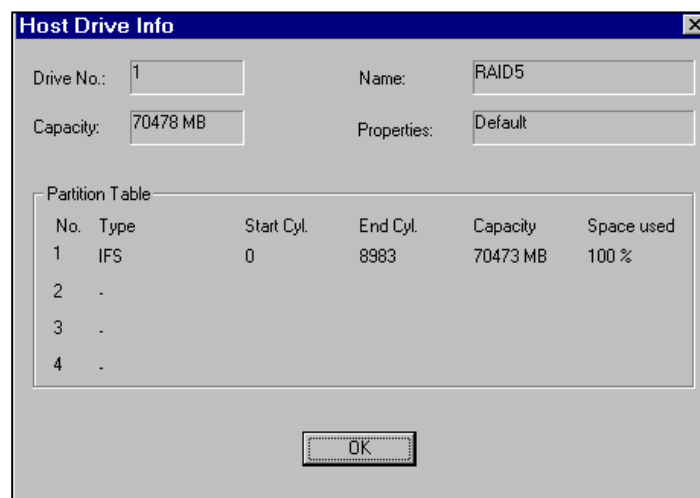 Host Drive Info
Drive No.: 1 Name: RAID5
Capacity: 70478 MB Properties: Default
Partition Table
No. Type Start Cyl. End Cyl. Capacity Space used
1 IFS 0 8983 70473 MB 100 %
2 -
3 -
4 -
OK